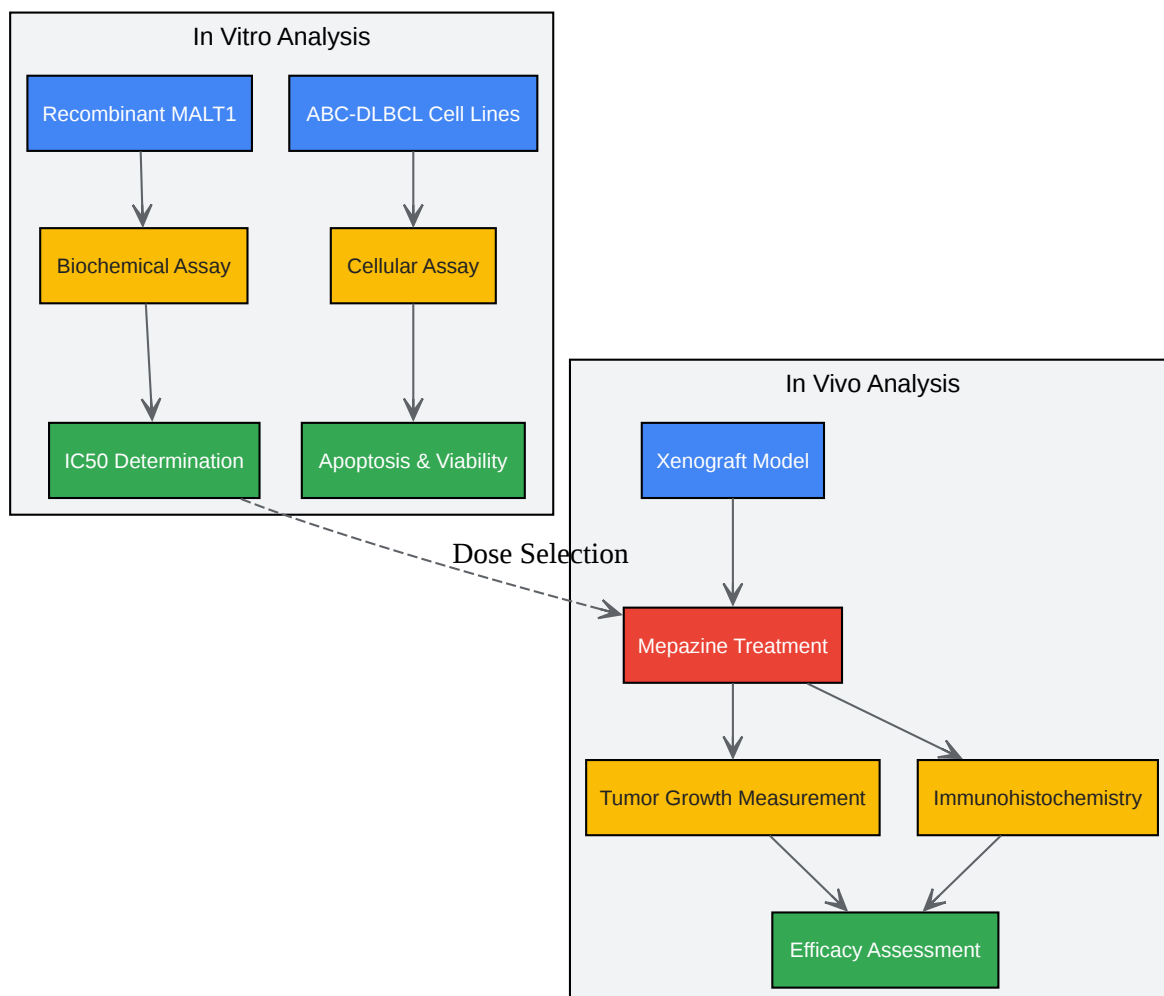 In Vitro Analysis
Recombinant MALT1
ABC-DLBCL Cell Lines
Biochemical Assay
Cellular Assay
IC50 Determination
Apoptosis & Viability
In Vivo Analysis
Xenograft Model
Dose Selection
Mepazine Treatment
Tumor Growth Measurement
Immunohistochemistry
Efficacy Assessment